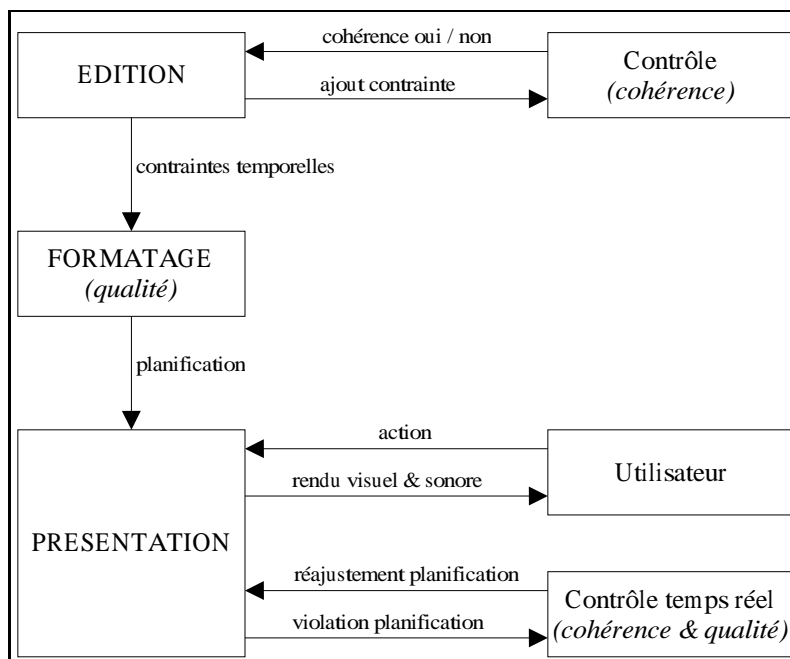 cohérence oui / non
EDITION
Contrôle
(cohérence)
ajout contrainte
contraintes temporelles
FORMATAGE
(qualité)
planification
action
Utilisateur
rendu visuel & sonore
PRESENTATION
réajustement planification
Contrôle temps réel
(cohérence & qualité)
violation planification